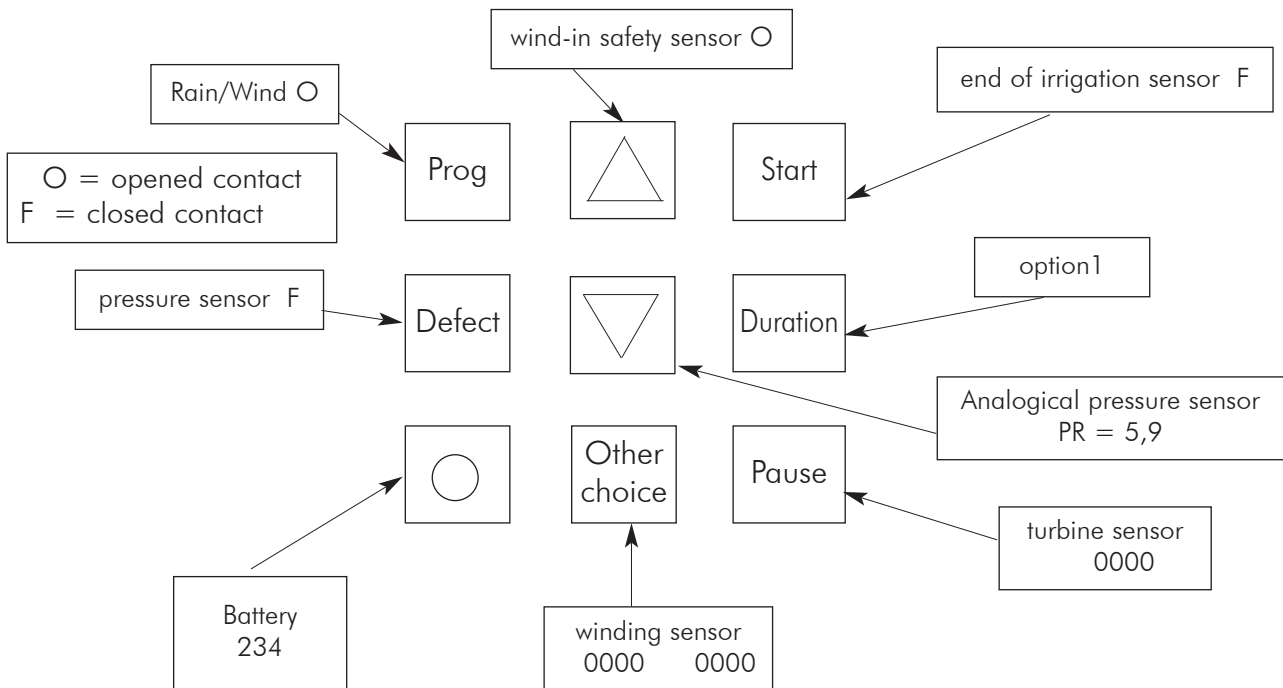 wind-in safety sensor O
end of irrigation sensor F
Rain/Wind O
Prog
Start
O = opened contact
F = closed contact
option1
pressure sensor F
Defect
Duration
Analogical pressure sensor
PR = 5,9
Other
choice
Pause
turbine sensor
0000
Battery
234
winding sensor
0000 0000